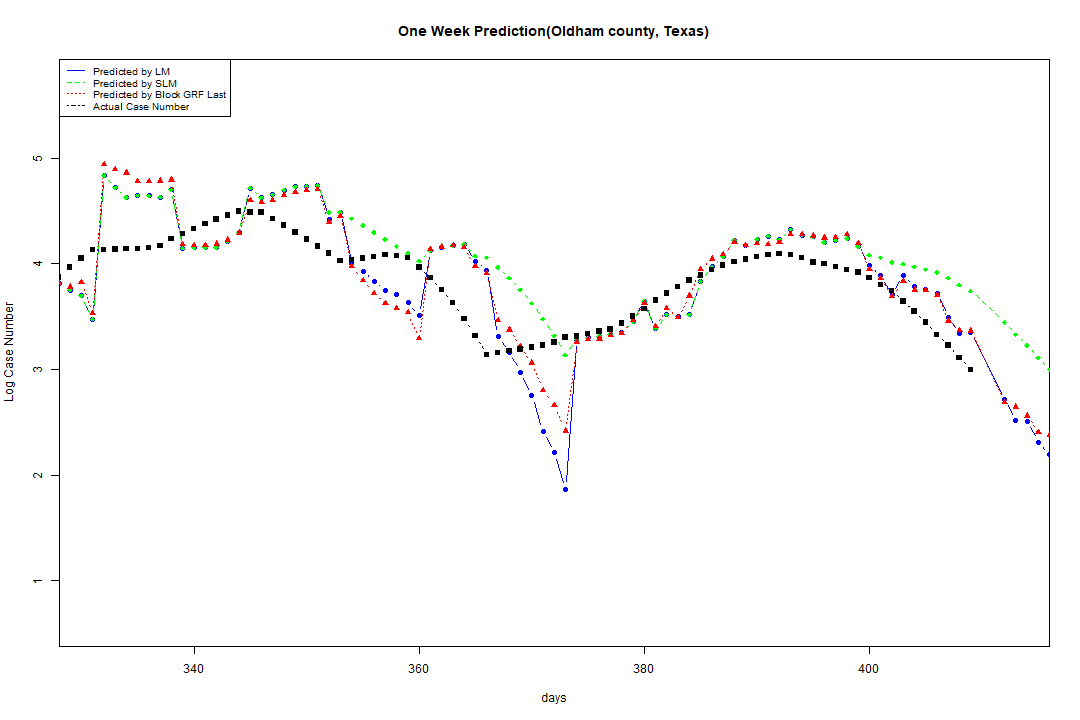 One Week Prediction(Oldham county, Texas)
Predicted by LM
Predicted by SLM
Predicted by Block GRF Last
Actual Case Number
5
4
3
2
1
Log Case Number
340 360 380 400
days